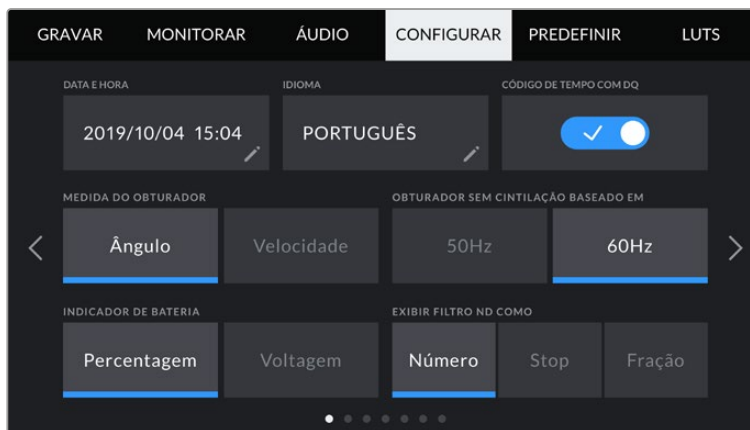 GRAVAR MONITORAR ÁUDIO CONFIGURAR PREDEFINIR LUTS
DATA E HORA IDIOMA CÓDIGO DE TEMPO COM DQ
2019/10/04 15:04 PORTUGUÊS
MEDIDA DO OBTURADOR OBTURADOR SEM CINTILAÇÃO BASEADO EM
Ângulo Velocidade 50Hz 60Hz
INDICADOR DE BATERIA EXIBIR FILTRO ND COMO
Percentagem Voltagem Número Stop Fração